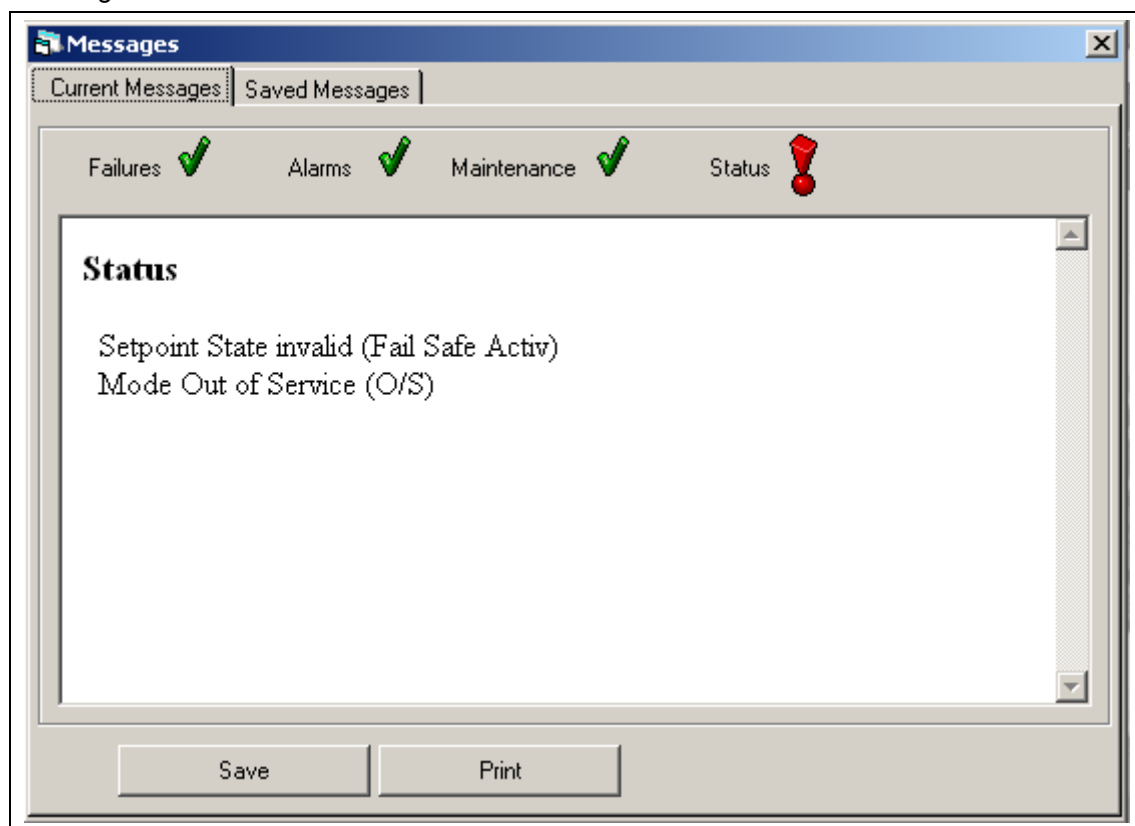 Messages
Current Messages Saved Messages
Failures Alarms Maintenance Status
Status
Setpoint State invalid (Fail Safe Activ)
Mode Out of Service (O/S)
Save Print